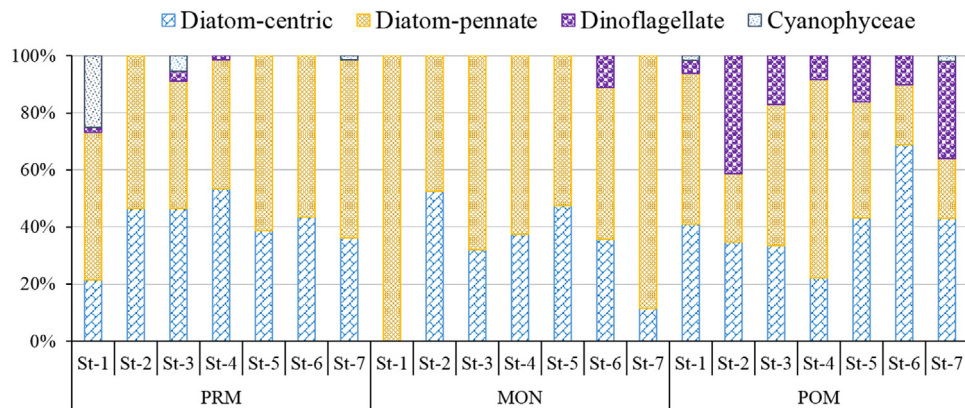 Diatom-centric Diatom-pennate Dinoflagellate Cyanophyceae
100%
80%
60%
40%
20%
0%
St-1 St-2 St-3 St-4 St-5 St-6 St-7 St-1 St-2 St-3 St-4 St-5 St-6 St-7 St-1 St-2 St-3 St-4 St-5 St-6 St-7
PRM MON POM